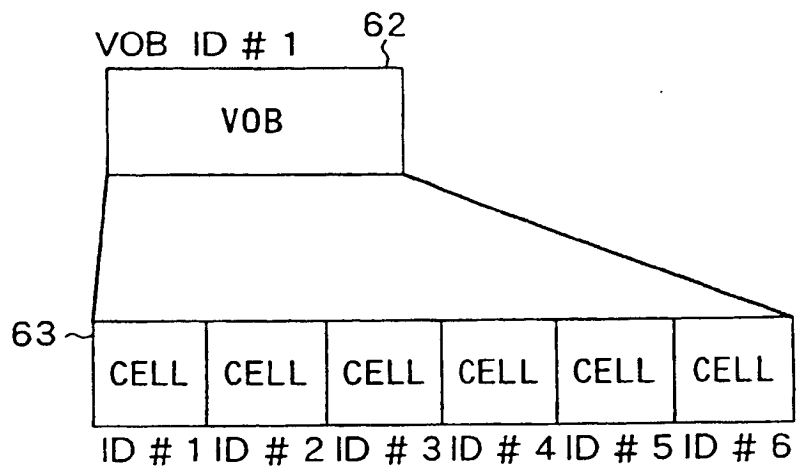 VOB ID # 1
62
VOB
63
CELL CELL CELL CELL CELL CELL
ID # 1 ID # 2 ID # 3 ID # 4 ID # 5 ID # 6